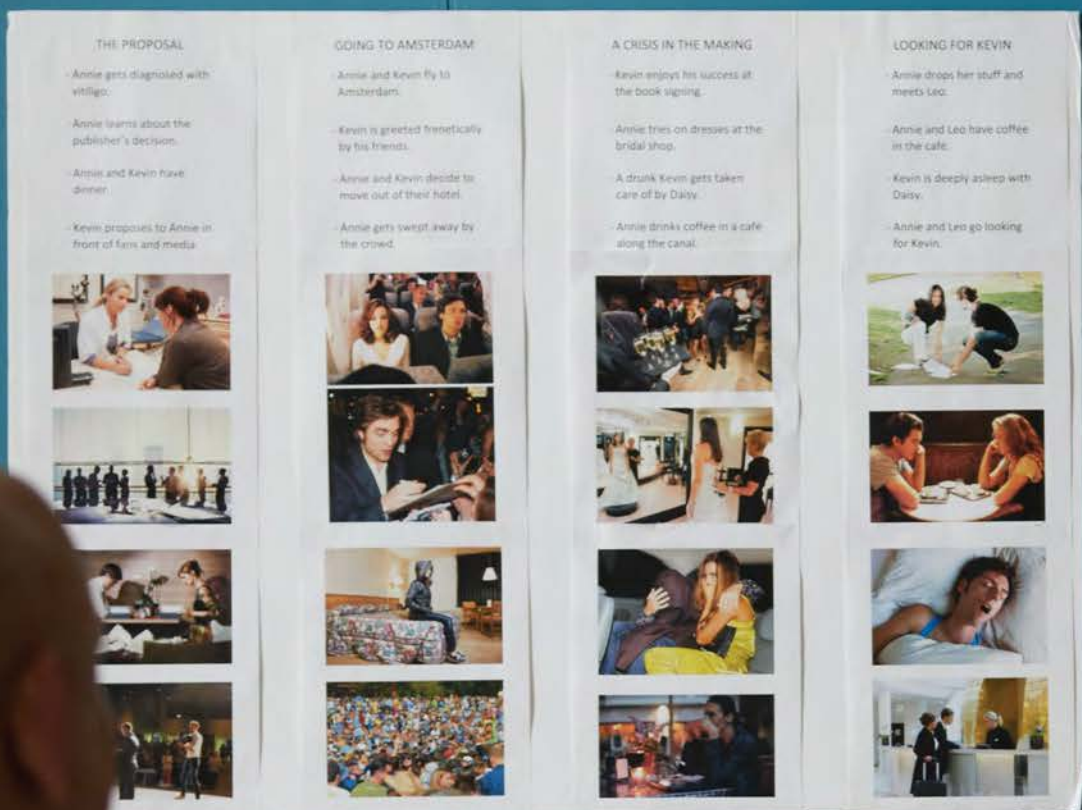 THE PROPOSAL
- Annie gets diagnosed with
vitiligo.
- Annie learns about the
publisher's decision.
- Annie and Kevin have
dinner.
- Kevin proposes to Annie in
front of fans and media.
GOING TO AMSTERDAM
- Annie and Kevin fly to
Amsterdam.
- Kevin is greeted frenetically
by his friends.
- Annie and Kevin decide to
move out of their hotel.
- Annie gets swept away by
the crowd.
A CRISIS IN THE MAKING
- Kevin enjoys his success at
the book signing.
- Annie tries on dresses at the
bridal shop.
- A drunk Kevin gets taken
care of by Daisy.
- Annie drinks coffee in a café
along the canal.
LOOKING FOR KEVIN
- Annie drops her stuff and
meets Leo.
- Annie and Leo have coffee
in the café.
- Kevin is deeply asleep with
Daisy.
- Annie and Leo go looking
for Kevin.